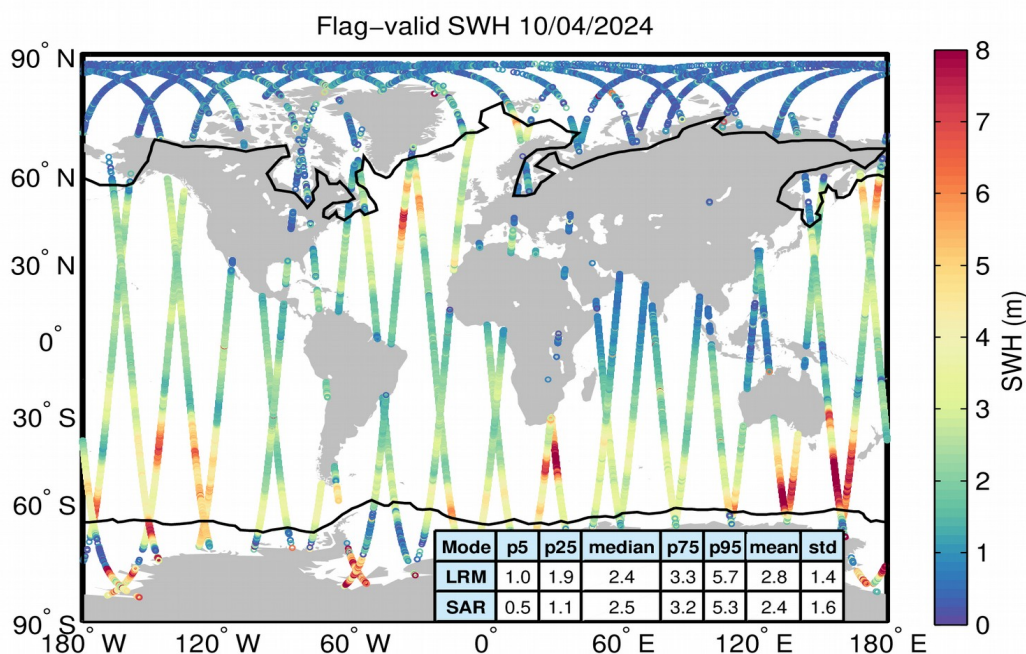 Flag–valid SWH 10/04/2024
90° N
60° N
30° N
0°
30° S
60° S
90° S
180° W
120° W
60° W
0°
60° E
120° E
180° E
8
7
6
5
4
3
2
1
0
SWH (m)
Mode p5 p25 median p75 p95 mean std
LRM 1.0 1.9 2.4 3.3 5.7 2.8 1.4
SAR 0.5 1.1 2.5 3.2 5.3 2.4 1.6